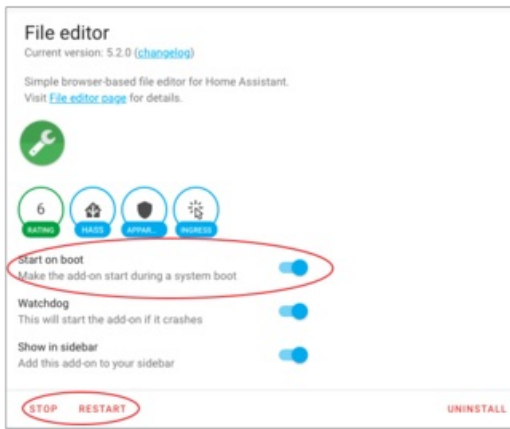 File editor
Current version: 5.2.0 (changelog)
Simple browser-based file editor for Home Assistant.
Visit File editor page for details.
6
RATING HASS APPAR... INGRESS
Start on boot
Make the add-on start during a system boot
Watchdog
This will start the add-on if it crashes
Show in sidebar
Add this add-on to your sidebar
STOP RESTART UNINSTALL